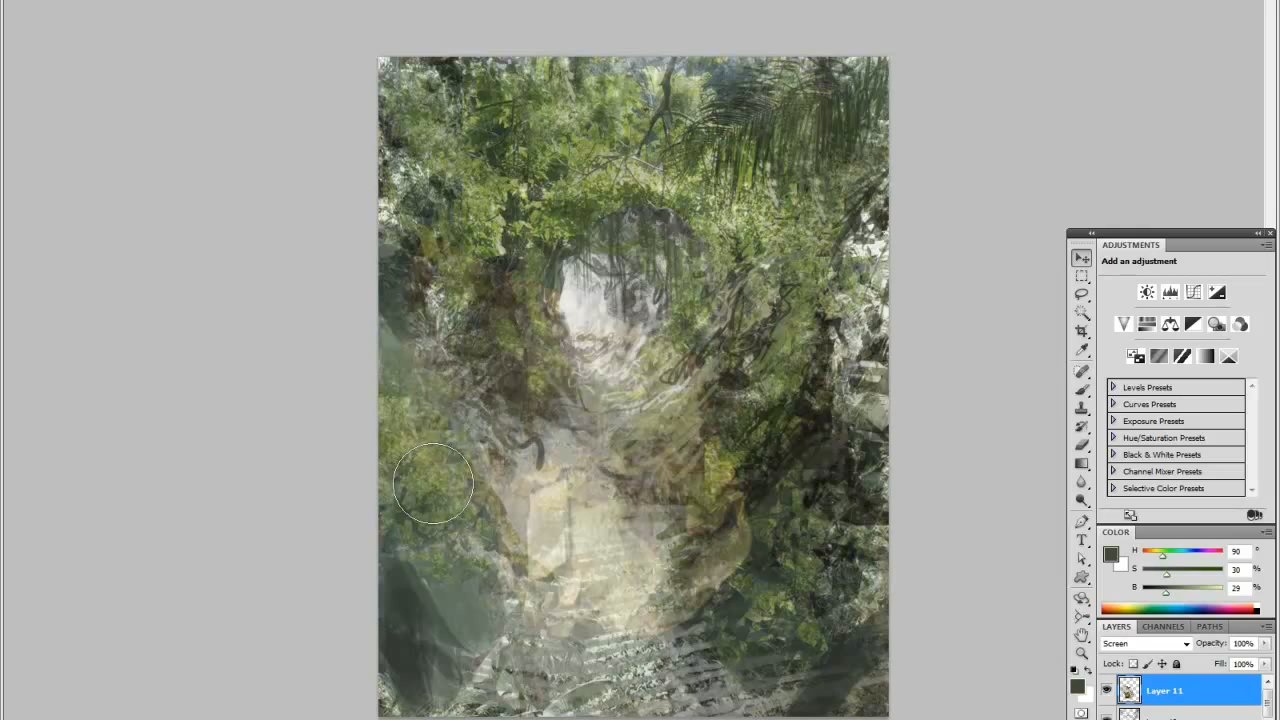 ADJUSTMENTS
Add an adjustment
Levels Presets
Curves Presets
Exposure Presets
Hue/Saturation Presets
Black & White Presets
Channel Mixer Presets
Selective Color Presets
COLOR
H 90 °
S 30 %
B 29 %
LAYERS CHANNELS PATHS
Screen Opacity: 100%
Lock: Fill: 100%
Layer 11